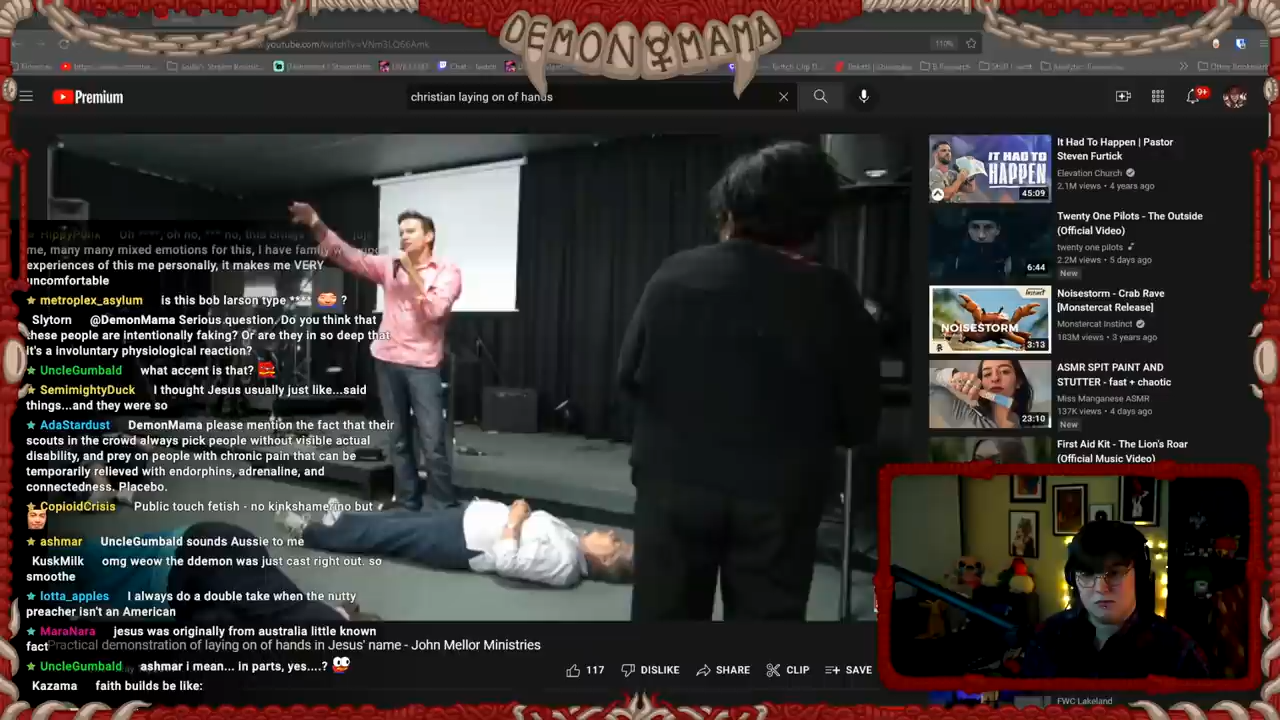 DEMON MAMA
youtube.com/watch?v=VNm3LQ66Amk
110%
Premium
christian laying on of hands
9+
me, many many mixed emotions for this, I have family
experiences of this me personally, it makes me VERY
uncomfortable
metroplex_asylum is this bob larson type **** ?
Slytorn @DemonMama Serious question. Do you think that
these people are intentionally faking? Or are they in so deep that
it's a involuntary physiological reaction?
UncleGumbald what accent is that?
SemimightyDuck I thought Jesus usually just like...said
things...and they were so
AdaStardust DemonMama please mention the fact that their
scouts in the crowd always pick people without visible actual
disability, and prey on people with chronic pain that can be
temporarily relieved with endorphins, adrenaline, and
connectedness. Placebo.
CopioidCrisis Public touch fetish - no kinkshaming but
ashmar UncleGumbald sounds Aussie to me
KuskMilk omg weow the ddemon was just cast right out. so
smoothe
lotta_apples I always do a double take when the nutty
preacher isn't an American
MaraNara jesus was originally from australia little known
fact
UncleGumbald ashmar i mean... in parts, yes....?
Kazama faith builds be like:
Practical demonstration of laying on of hands in Jesus' name - John Mellor Ministries
117 DISLIKE SHARE CLIP SAVE
IT HAD TO
HAPPEN
45:09
It Had To Happen | Pastor
Steven Furtick
Elevation Church
2.1M views • 4 years ago
6:44
Twenty One Pilots - The Outside
(Official Video)
twenty one pilots
2.2M views • 5 days ago
New
Instinct
NOISESTORM
3:13
Noisestorm - Crab Rave
[Monstercat Release]
Monstercat Instinct
183M views • 3 years ago
23:10
ASMR SPIT PAINT AND
STUTTER - fast + chaotic
Miss Manganese ASMR
137K views • 4 days ago
New
First Aid Kit - The Lion's Roar
(Official Music Video)
FWC Lakeland